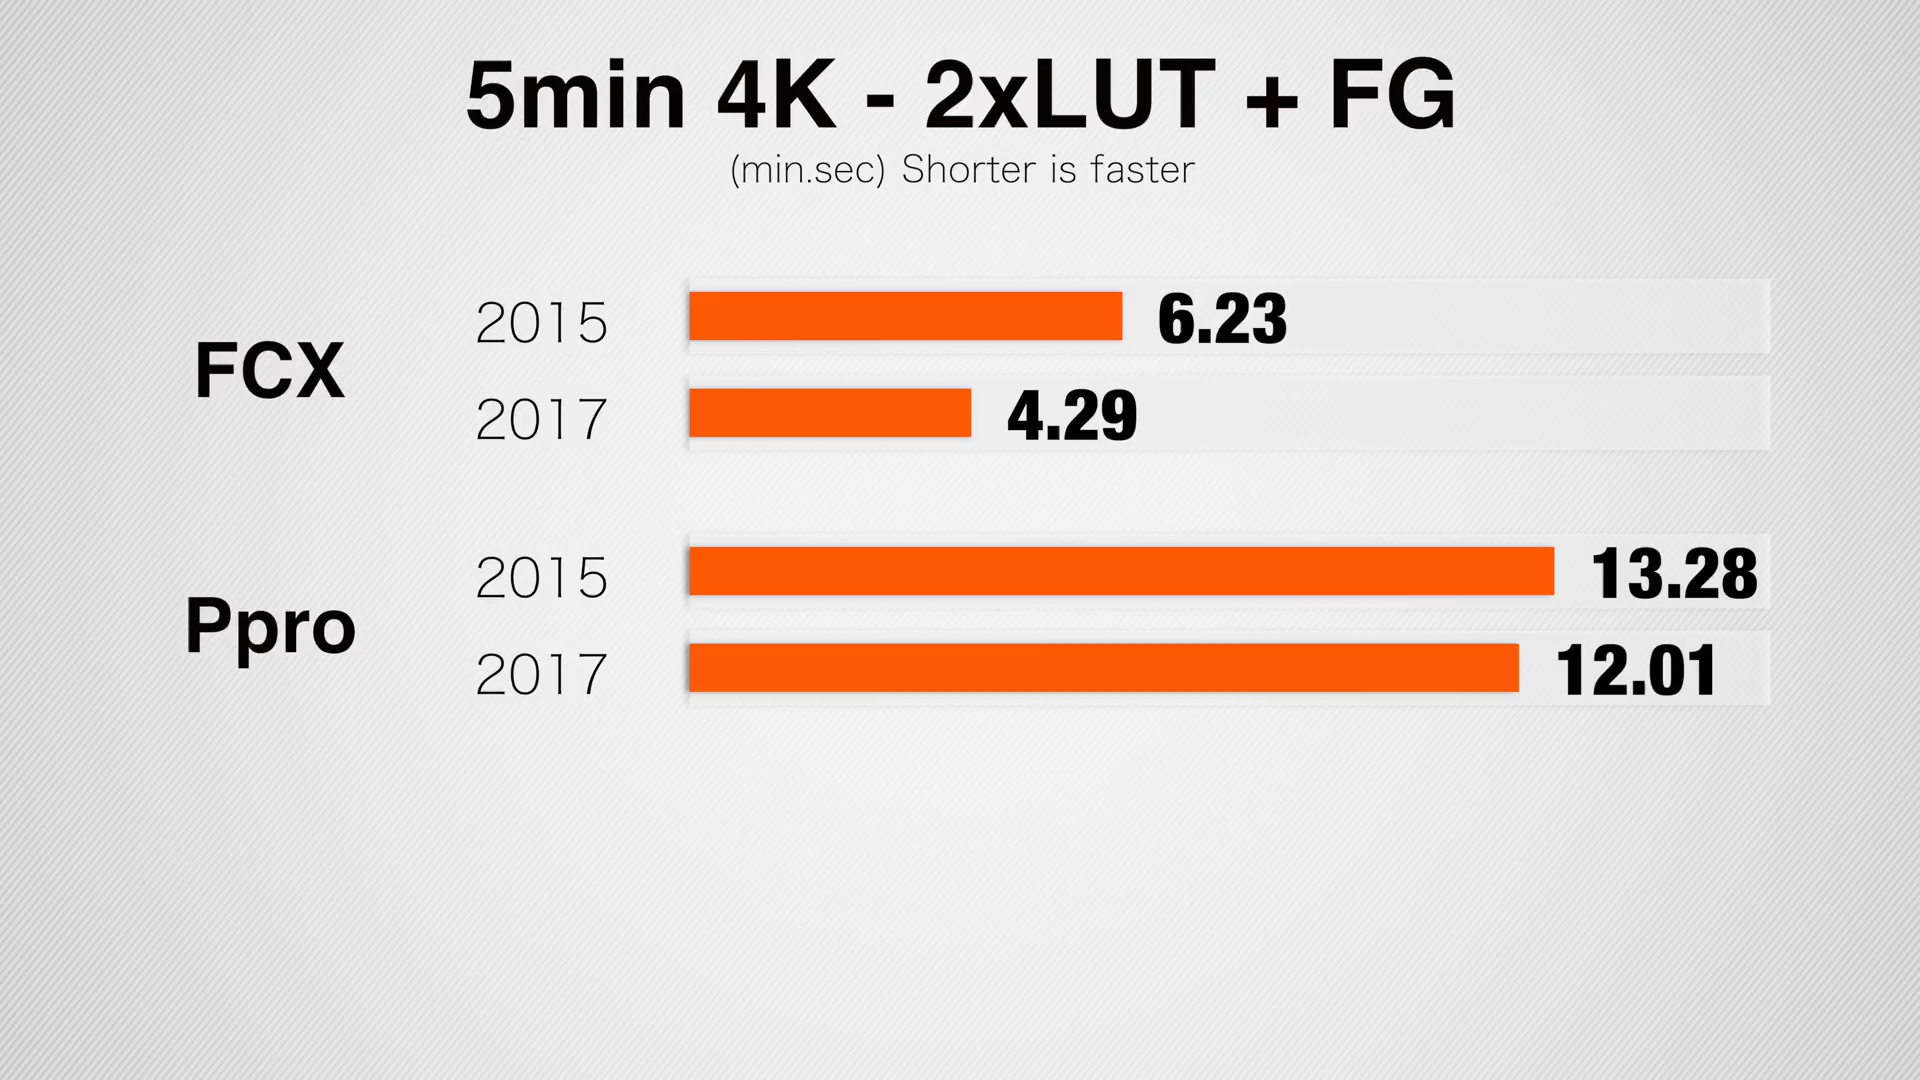 5min 4K - 2xLUT + FG
(min.sec) Shorter is faster
FCX
2015 6.23
2017 4.29
Ppro
2015 13.28
2017 12.01